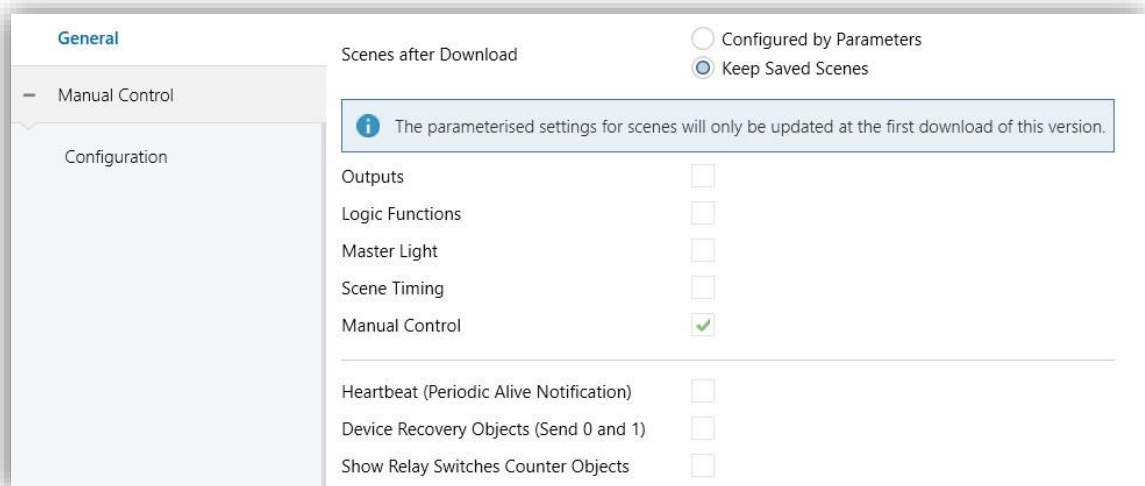 General
Manual Control
Configuration
Scenes after Download
Configured by Parameters
Keep Saved Scenes
The parameterised settings for scenes will only be updated at the first download of this version.
Outputs
Logic Functions
Master Light
Scene Timing
Manual Control
Heartbeat (Periodic Alive Notification)
Device Recovery Objects (Send 0 and 1)
Show Relay Switches Counter Objects